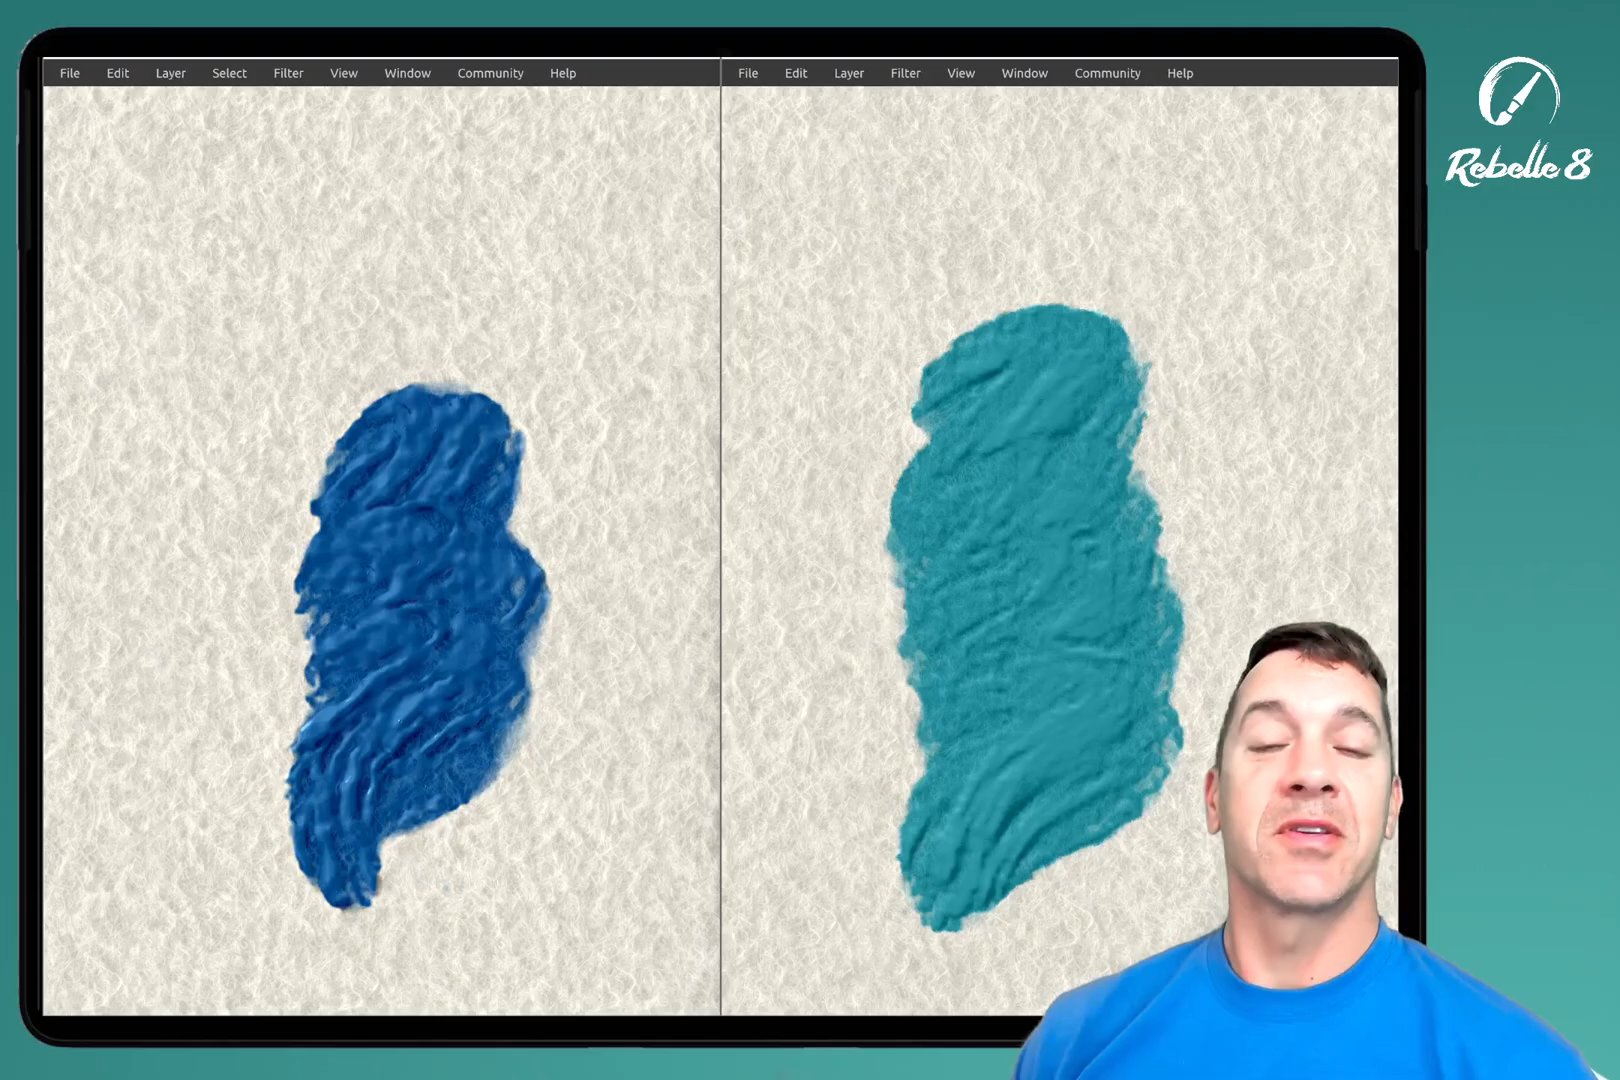 File Edit Layer Select Filter View Window Community Help
File Edit Layer Filter View Window Community Help
Rebelle 8